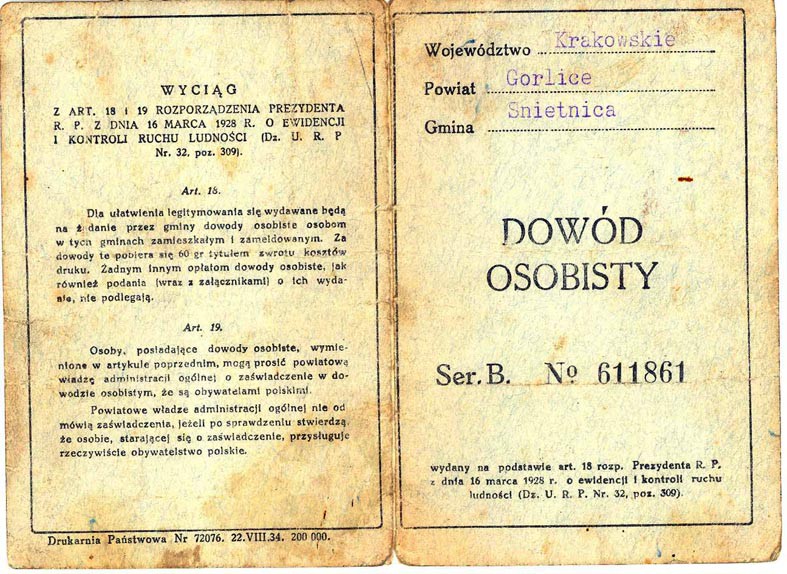 WYCIĄG
Z ART. 18 i 19 ROZPORZĄDZENIA PREZYDENTA
R. P. Z DNIA 16 MARCA 1928 R. O EWIDENCJI
I KONTROLI RUCHU LUDNOŚCI (Dz. U. R. P
Nr. 32, poz. 309).
Art. 18.
Dla ułatwienia legitymowania się wydawane będą
na żądanie przez gminy dowody osobiste osobom
w tych gminach zamieszkałym i zameldowanym. Za
dowody te pobiera się 60 gr tytułem zwrotu kosztów
druku. Żadnym innym opłatom dowody osobiste, jak
również podania (wraz z załącznikami) o ich wyda-
nie, nie podlegają.
Art. 19.
Osoby, posiadające dowody osobiste, wymie-
nione w artykule poprzednim, mogą prosić powiatową
władzę administracji ogólnej o zaświadczenie w do-
wodzie osobistym, że są obywatelami polskimi.
Powiatowe władze administracji ogólnej nie od
mówią zaświadczenia, jeżeli po sprawdzeniu stwierdzą,
że osobie, starającej się o zaświadczenie, przysługuje
rzeczywiście obywatelstwo polskie.
Drukarnia Państwowa Nr 72076. 22.VIII.34. 200 000.
Województwo Krakowskie
Powiat Gorlice
Gmina Snietnica
DOWÓD
OSOBISTY
Ser. B. № 611861
wydany na podstawie art. 18 rozp. Prezydenta R. P.
z dnia 16 marca 1928 r. o ewidencji i kontroli ruchu
ludności (Dz. U. R. P. Nr. 32, poz. 309).